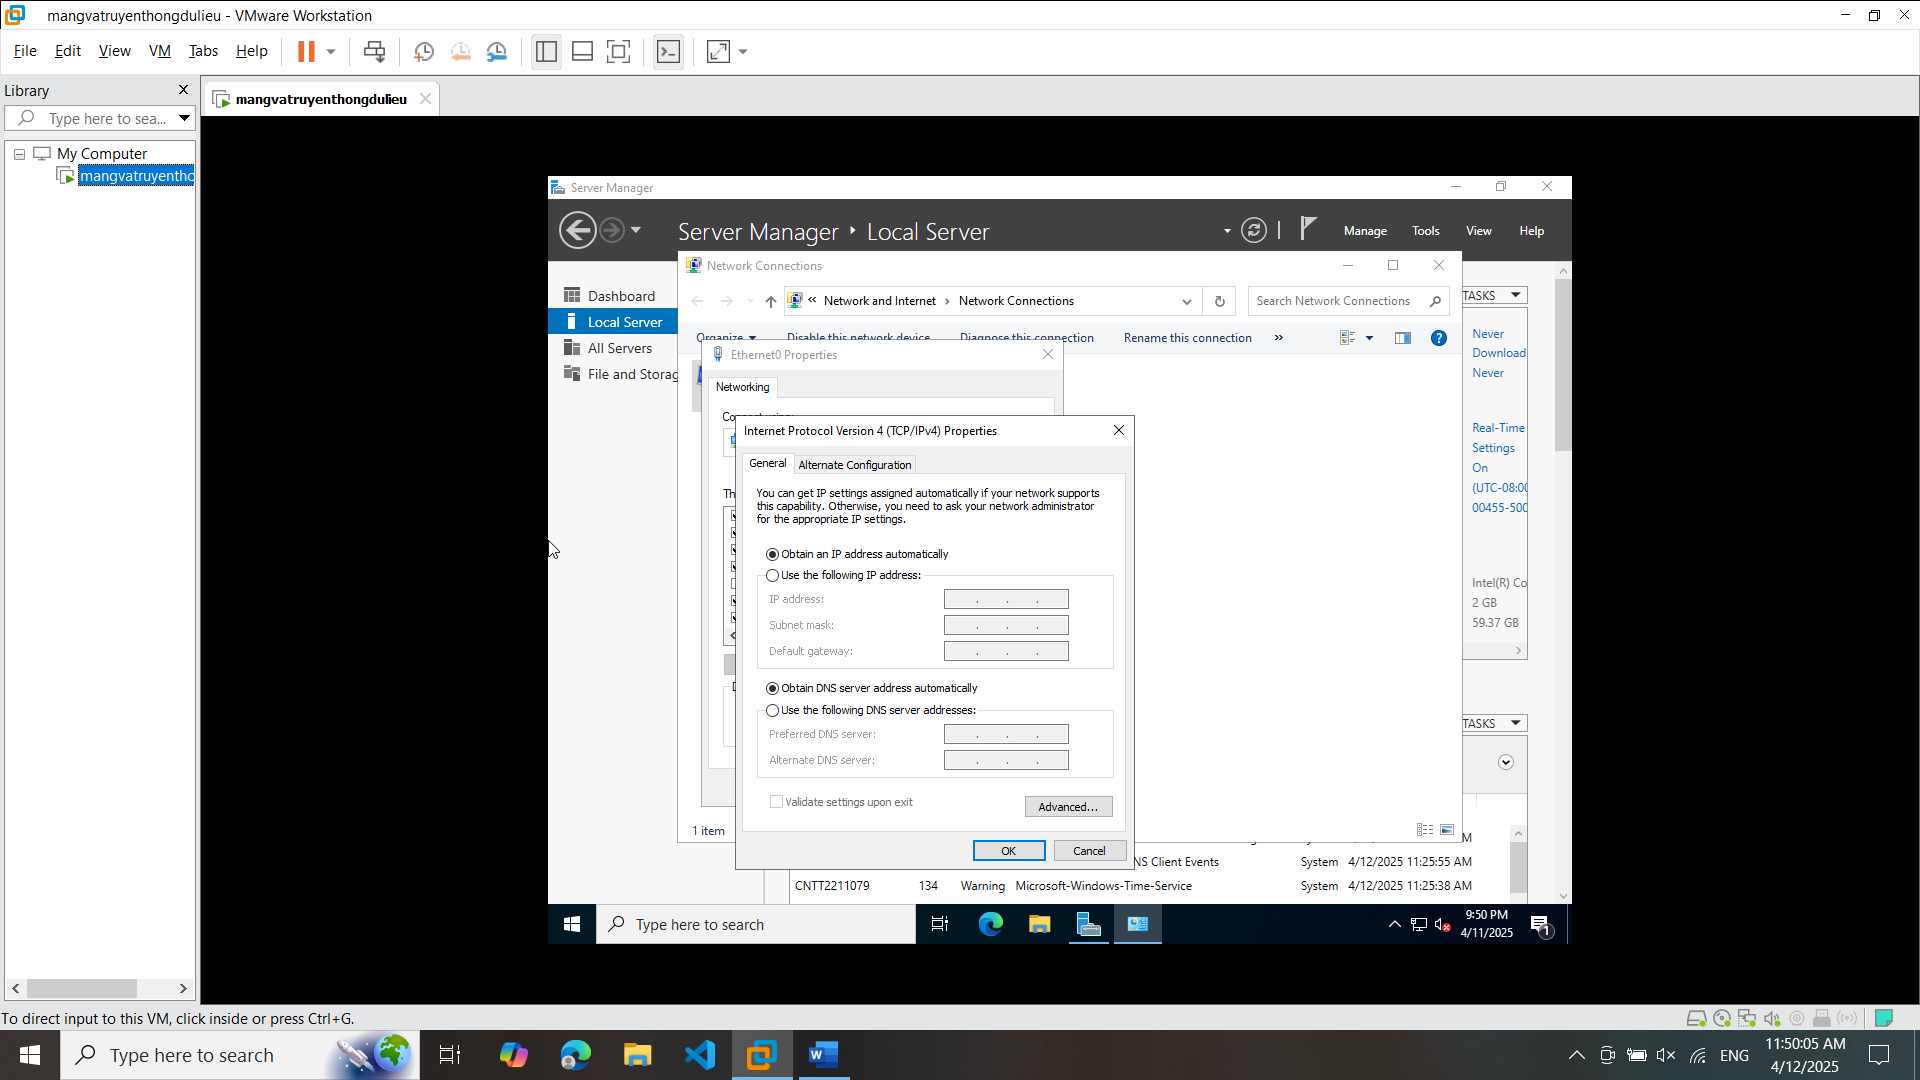 mangvatruyenthongdulieu - VMware Workstation
File Edit View VM Tabs Help
Library
mangvatruyenthongdulieu
Type here to sea...
My Computer
mangvatruyentho
Server Manager
Server Manager Local Server
Manage Tools View Help
Dashboard
Local Server
All Servers
File and Storag
Network Connections
« Network and Internet › Network Connections
Search Network Connections
Organize Disable this network device Diagnose this connection Rename this connection »
Ethernet0 Properties
Networking
Connect using:
Th
Internet Protocol Version 4 (TCP/IPv4) Properties
General
Alternate Configuration
You can get IP settings assigned automatically if your network supports
this capability. Otherwise, you need to ask your network administrator
for the appropriate IP settings.
Obtain an IP address automatically
Use the following IP address:
IP address:
Subnet mask:
Default gateway:
Obtain DNS server address automatically
Use the following DNS server addresses:
Preferred DNS server:
Alternate DNS server:
Validate settings upon exit
Advanced...
OK
Cancel
1 item
TASKS
Never
Download
Never
Real-Time
Settings
On
(UTC-08:00
00455-500
Intel(R) Co
2 GB
59.37 GB
TASKS
M
NS Client Events System 4/12/2025 11:25:55 AM
CNTT2211079 134 Warning Microsoft-Windows-Time-Service System 4/12/2025 11:25:38 AM
Type here to search
9:50 PM
4/11/2025
1
To direct input to this VM, click inside or press Ctrl+G.
Type here to search
ENG
11:50:05 AM
4/12/2025